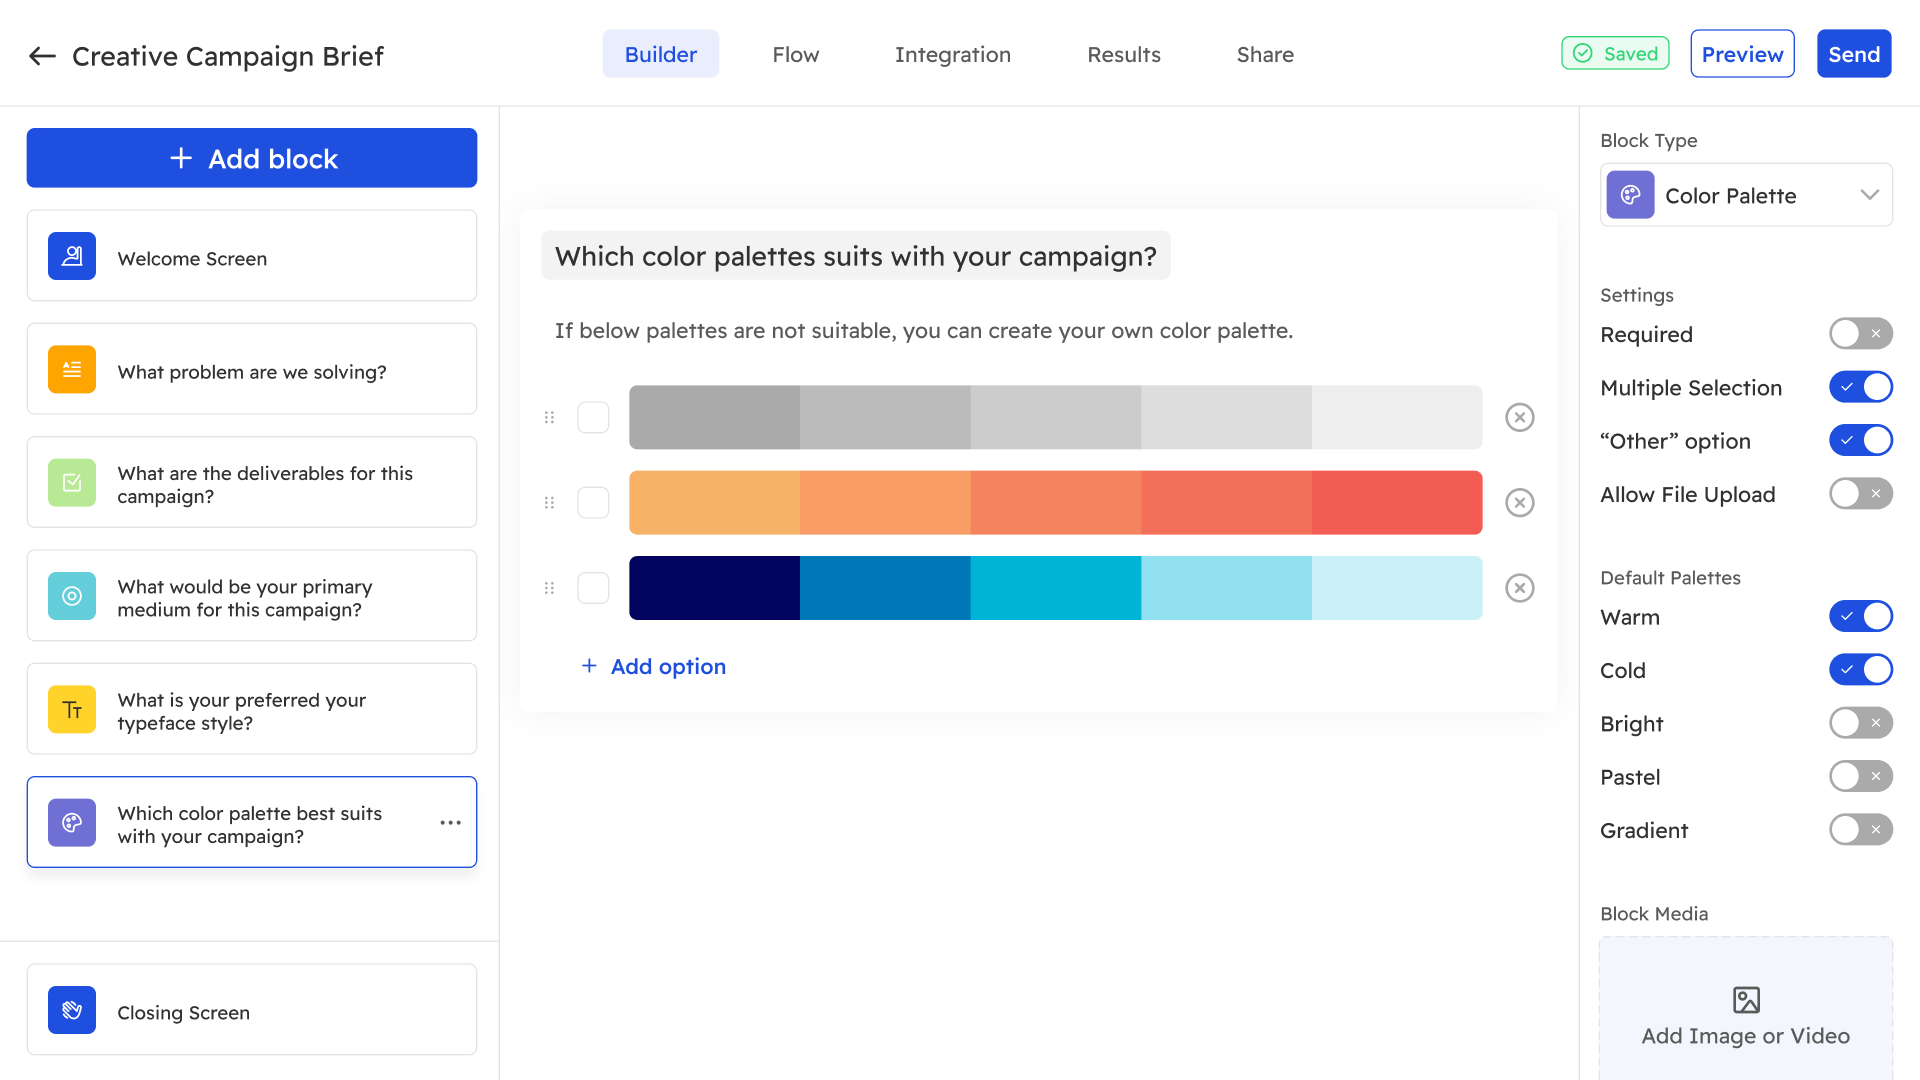 Creative Campaign Brief
Builder
Flow
Integration
Results
Share
Saved
Preview
Send
Add block
Welcome Screen
What problem are we solving?
What are the deliverables for this
campaign?
What would be your primary
medium for this campaign?
What is your preferred your
typeface style?
Which color palette best suits
with your campaign?
Closing Screen
Which color palettes suits with your campaign?
If below palettes are not suitable, you can create your own color palette.
Add option
Block Type
Color Palette
Settings
Required
Multiple Selection
“Other” option
Allow File Upload
Default Palettes
Warm
Cold
Bright
Pastel
Gradient
Block Media
Add Image or Video